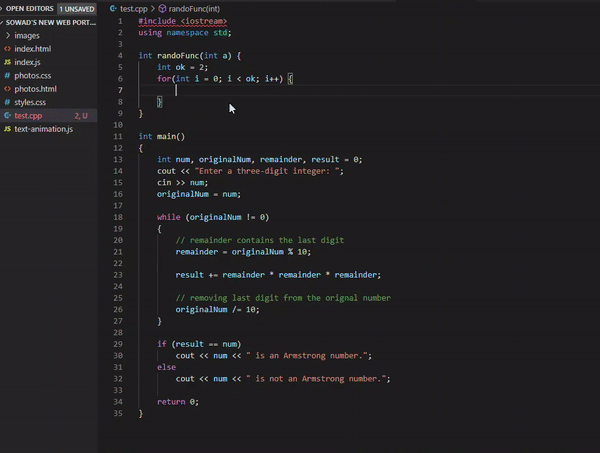 OPEN EDITORS 1 UNSAVED
SOWAD'S NEW WEB PORT...
images
index.html
index.js
photos.css
photos.html
styles.css
test.cpp 2, U
text-animation.js
test.cpp > randoFunc(int)
1 #include <iostream>
2 using namespace std;
3
4 int randoFunc(int a) {
5 int ok = 2;
6 for(int i = 0; i < ok; i++) {
7
8 }
9 }
10
11 int main()
12 {
13 int num, originalNum, remainder, result = 0;
14 cout << "Enter a three-digit integer: ";
15 cin >> num;
16 originalNum = num;
17
18 while (originalNum != 0)
19 {
20 // remainder contains the last digit
21 remainder = originalNum % 10;
22
23 result += remainder * remainder * remainder;
24
25 // removing last digit from the orignal number
26 originalNum /= 10;
27 }
28
29 if (result == num)
30 cout << num << " is an Armstrong number.";
31 else
32 cout << num << " is not an Armstrong number.";
33
34 return 0;
35 }